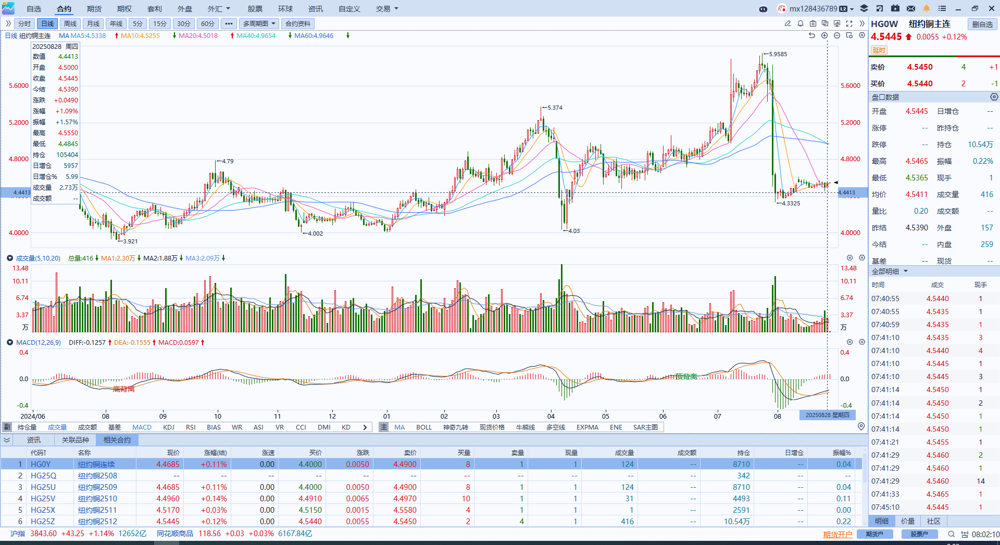 自选 合约 期货 期权 套利 外盘 外汇 股票 环球 资讯 自定义 交易 mx128436789 L2
分时 日线 周线 月线 年线 5分 15分 30分 60分 ••• 多周期图 合约资料
日线 纽约铜主连 MA MA5:4.5338 MA10:4.5255 MA20:4.5018 MA40:4.9654 MA60:4.9646
20250828 周四
数值 4.4413
开盘 4.5000
收盘 4.5445
今结 4.5390
涨跌 +0.0490
涨幅 +1.09%
振幅 +1.57%
最高 4.5550
最低 4.4845
持仓 105404
日增仓 5957
日增仓% 5.99
成交量 2.73万
成交额 --
5.6000 5.6000
5.2000 5.2000
4.8000 4.8000
4.4413 4.4413
4.0000 4.0000
←5.9585
←5.374
←4.79
←4.3325
←4.03
←4.002
←3.921
成交量(5,10,20) 总量:416 MA1:2.30万 MA2:1.88万 MA3:2.09万
13.48 13.48
10.11 10.11
6.74 6.74
3.37 3.37
万 万
MACD(12,26,9) DIFF:-0.1257 DEA:-0.1555 MACD:0.0597
0.4 0.4
0.0 0.0
-0.4 -0.4
底背离
顶背离
2024/06 08 09 10 11 12 01 02 03 04 05 06 07 08 20250828 星期四
副 持仓量 成交量 成交额 基差 MACD KDJ RSI BIAS WR ASI VR CCI DMI KD 主 MA BOLL 神奇九转 现货价格 牛熊线 多空线 EXPMA ENE SAR主图
资讯 关联品种 相关合约
代码↑ 名称 现价 涨幅(结) 涨速 买价 涨跌 卖价 买量 卖量 现量 成交量 成交额 持仓 日增仓 振幅%
1 HG0Y 纽约铜连续 4.4685 +0.11% 0.00 4.4000 0.0050 4.4900 8 1 1 124 -- 8710 -- 0.04
2 HG25Q 纽约铜2508 -- -- -- -- -- -- -- -- -- -- -- 342 -- --
3 HG25U 纽约铜2509 4.4685 +0.11% 0.00 4.4000 0.0050 4.4900 8 1 1 124 -- 8710 -- 0.04
4 HG25V 纽约铜2510 4.4960 +0.14% 0.00 4.4910 0.0065 4.4970 10 1 1 31 -- 4493 -- 0.11
5 HG25X 纽约铜2511 4.5170 +0.03% 0.00 4.5150 0.0015 4.5580 4 1 1 1 -- 2591 -- 0.00
6 HG25Z 纽约铜2512 4.5445 +0.12% 0.00 4.5440 0.0055 4.5450 2 4 1 416 -- 10.54万 -- 0.22
HG0W 纽约铜主连 删自选
4.5445 0.0055 +0.12%
延时
卖价 4.5450 4 +1
买价 4.5440 2 -1
盘口数据
开盘 4.5445 日增仓 --
涨停 -- 昨持仓 --
跌停 -- 持仓 10.54万
最高 4.5465 振幅 0.22%
最低 4.5365 现手 1
均价 4.5411 成交量 416
量比 0.20 成交额 --
昨结 4.5390 外盘 157
今结 -- 内盘 259
基差 -- 现货 --
全部明细
时间 成交 现手
07:40:55 4.5440 1
07:40:55 4.5435 1
07:40:59 4.5435 1
07:41:10 4.5435 3
07:41:10 4.5440 4
07:41:10 4.5445 1
07:41:10 4.5445 3
07:41:14 4.5450 1
07:41:14 4.5450 2
07:41:14 4.5450 1
07:41:14 4.5450 1
07:41:21 4.5455 1
07:41:29 4.5460 2
07:41:29 4.5460 1
07:41:29 4.5460 14
07:41:33 4.5465 1
07:45:10 4.5445 1
明细 价量 社区
沪指 3843.60 +43.25 +1.14% 12652亿 同花顺商品 118.56 +0.03 +0.03% 6167.84亿 期货开户 期货户 股票户 08:02:10